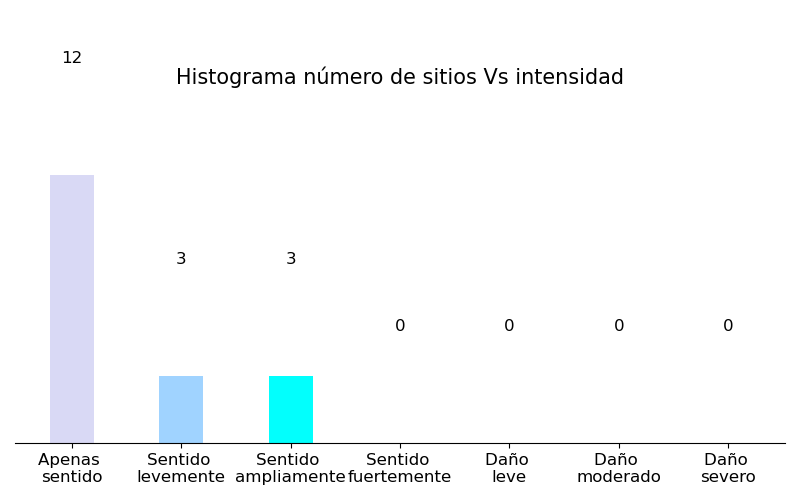 12
Histograma número de sitios Vs intensidad
3
3
0
0
0
0
Apenas
sentido
Sentido
levemente
Sentido
ampliamente
Sentido
fuertemente
Daño
leve
Daño
moderado
Daño
severo